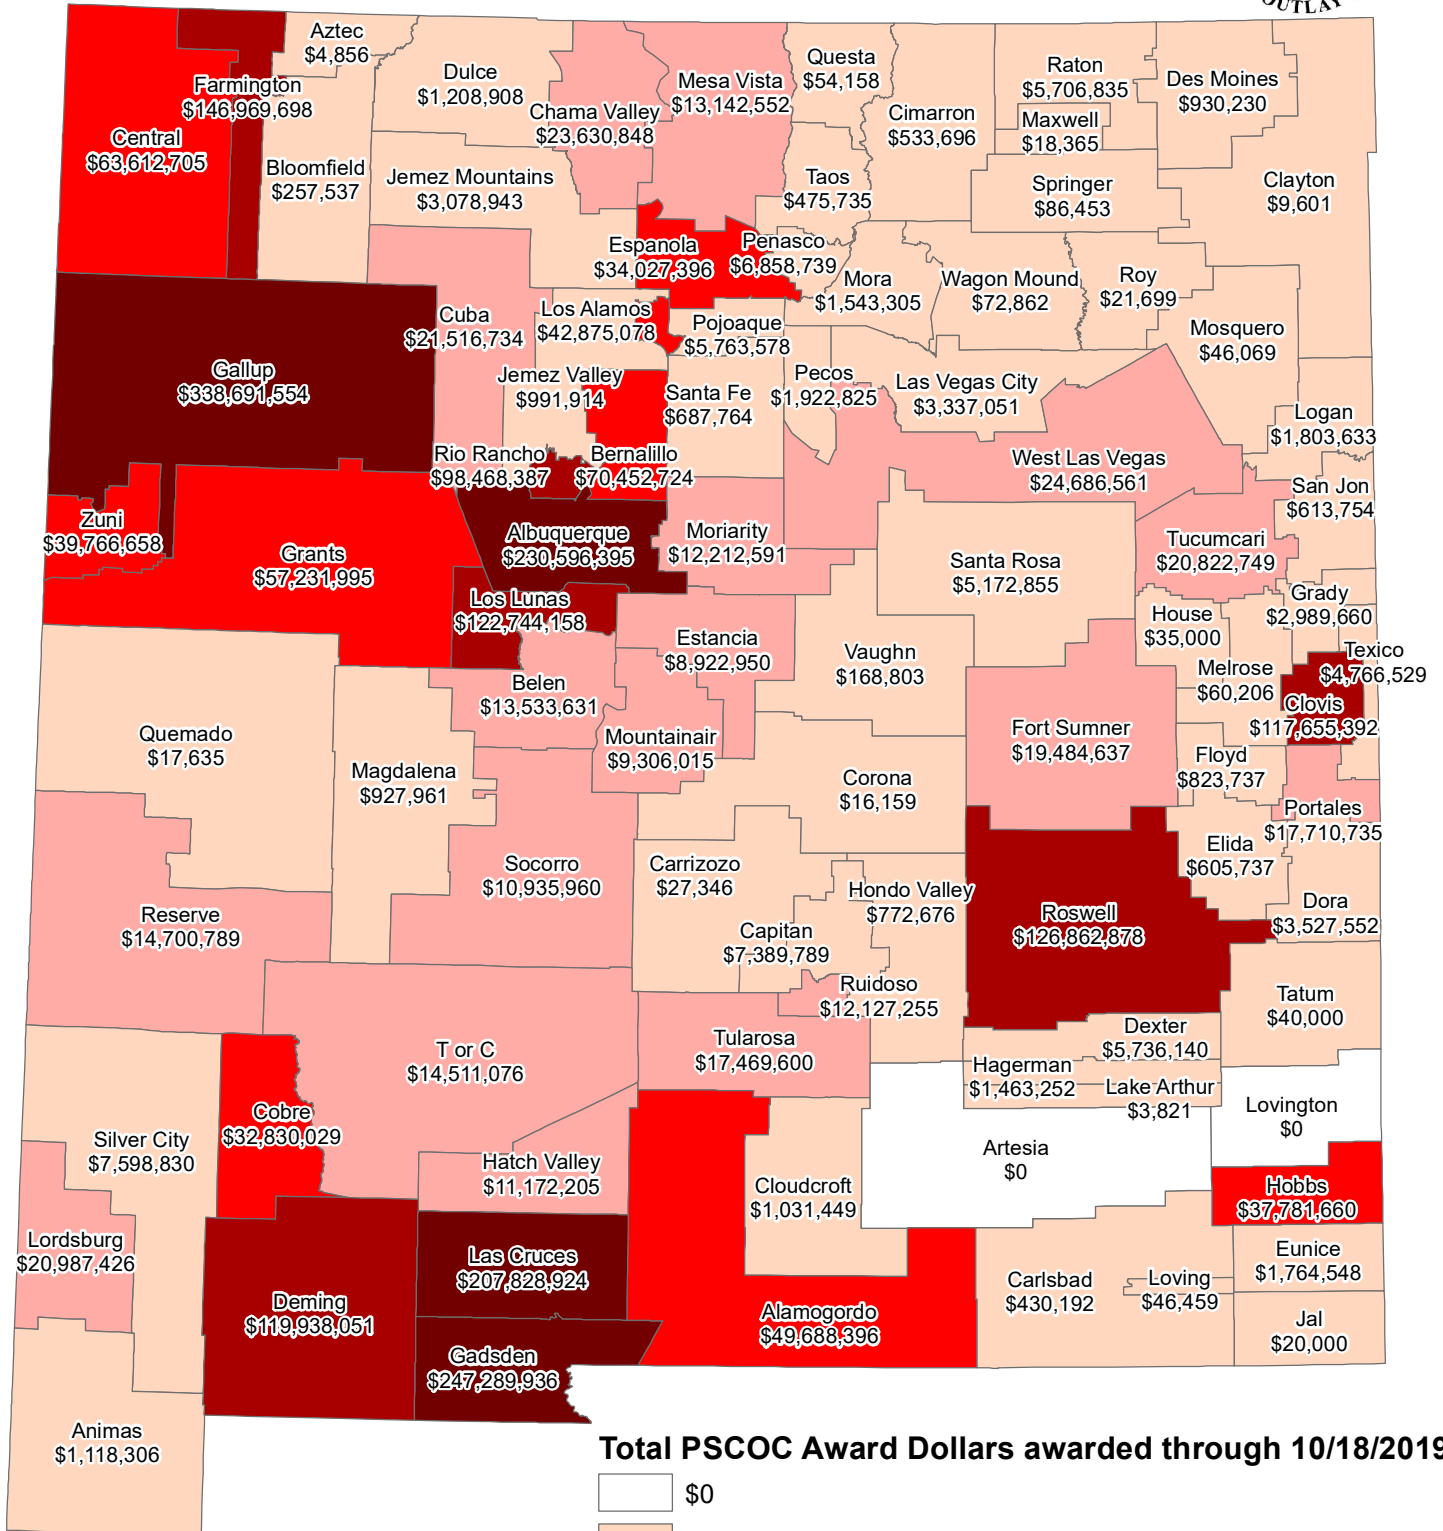 OUTLAY
Aztec
$4,856
Farmington
$146,969,698
Central
$63,612,705
Bloomfield
$257,537
Dulce
$1,208,908
Jemez Mountains
$3,078,943
Chama Valley
$23,630,848
Mesa Vista
$13,142,552
Questa
$54,158
Taos
$475,735
Cimarron
$533,696
Raton
$5,706,835
Maxwell
$18,365
Des Moines
$930,230
Springer
$86,453
Clayton
$9,601
Espanola
$34,027,396
Penasco
$6,858,739
Mora
$1,543,305
Wagon Mound
$72,862
Roy
$21,699
Mosquero
$46,069
Gallup
$338,691,554
Cuba
$21,516,734
Los Alamos
$42,875,078
Pojoaque
$5,763,578
Jemez Valley
$991,914
Santa Fe
$687,764
Pecos
$1,922,825
Las Vegas City
$3,337,051
Logan
$1,803,633
Rio Rancho
$98,468,387
Bernalillo
$70,452,724
West Las Vegas
$24,686,561
San Jon
$613,754
Zuni
$39,766,658
Grants
$57,231,995
Albuquerque
$230,596,395
Moriarity
$12,212,591
Santa Rosa
$5,172,855
Tucumcari
$20,822,749
Los Lunas
$122,744,158
Estancia
$8,922,950
Vaughn
$168,803
House
$35,000
Grady
$2,989,660
Texico
$4,766,529
Melrose
$60,206
Clovis
$117,655,392
Belen
$13,533,631
Mountainair
$9,306,015
Quemado
$17,635
Magdalena
$927,961
Corona
$16,159
Fort Sumner
$19,484,637
Floyd
$823,737
Portales
$17,710,735
Elida
$605,737
Socorro
$10,935,960
Carrizozo
$27,346
Hondo Valley
$772,676
Reserve
$14,700,789
Capitan
$7,389,789
Roswell
$126,862,878
Dora
$3,527,552
Ruidoso
$12,127,255
Tatum
$40,000
T or C
$14,511,076
Tularosa
$17,469,600
Dexter
$5,736,140
Hagerman
$1,463,252
Lake Arthur
$3,821
Lovington
$0
Cobre
$32,830,029
Silver City
$7,598,830
Hatch Valley
$11,172,205
Artesia
$0
Cloudcroft
$1,031,449
Hobbs
$37,781,660
Lordsburg
$20,987,426
Las Cruces
$207,828,924
Eunice
$1,764,548
Carlsbad
$430,192
Loving
$46,459
Deming
$119,938,051
Alamogordo
$49,688,396
Jal
$20,000
Gadsden
$247,289,936
Animas
$1,118,306
Total PSCOC Award Dollars awarded through 10/18/2019
$0